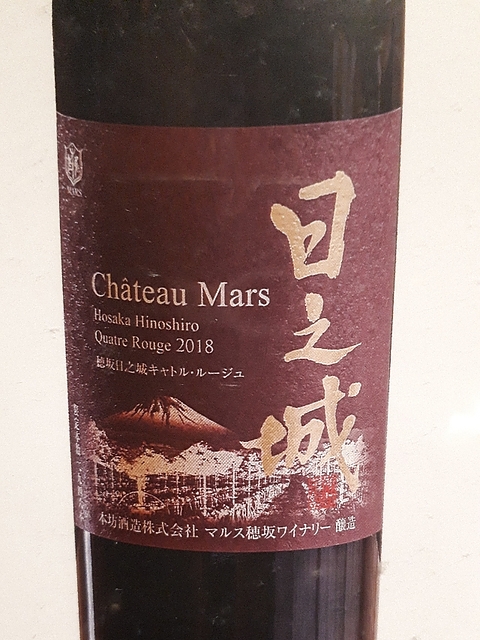 MARS
日之城
Château Mars
Hosaka Hinoshiro
Quatre Rouge 2018
穂坂日之城キャトル・ルージュ
本坊酒造株式会社 マルス穂坂ワイナリー 醸造